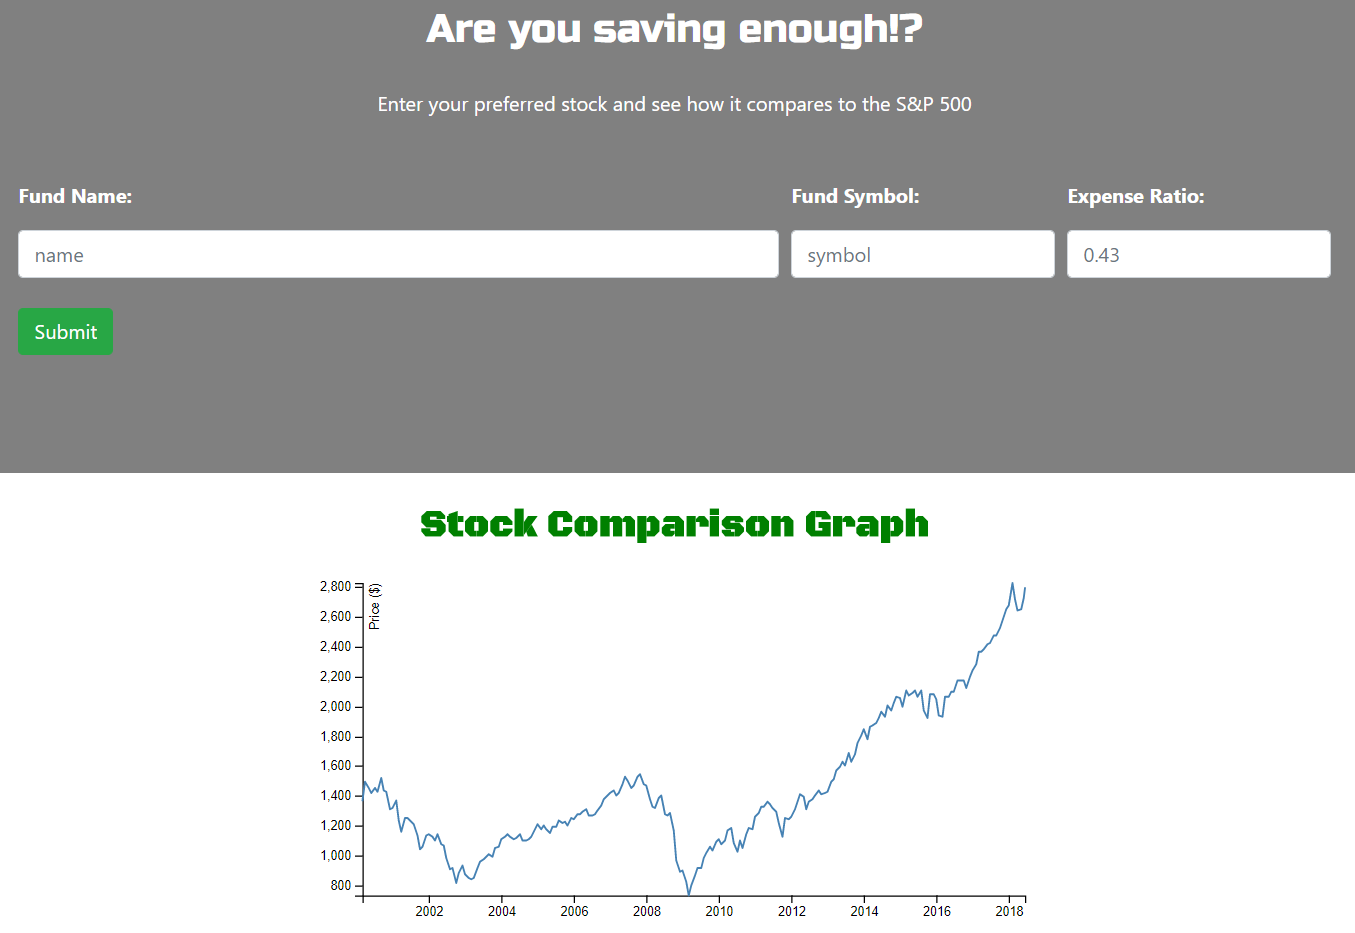 Are you saving enough!?
Enter your preferred stock and see how it compares to the S&P 500
Fund Name: Fund Symbol: Expense Ratio:
name symbol 0.43
Submit
Stock Comparison Graph
Price ($)
2,800
2,600
2,400
2,200
2,000
1,800
1,600
1,400
1,200
1,000
800
2002 2004 2006 2008 2010 2012 2014 2016 2018